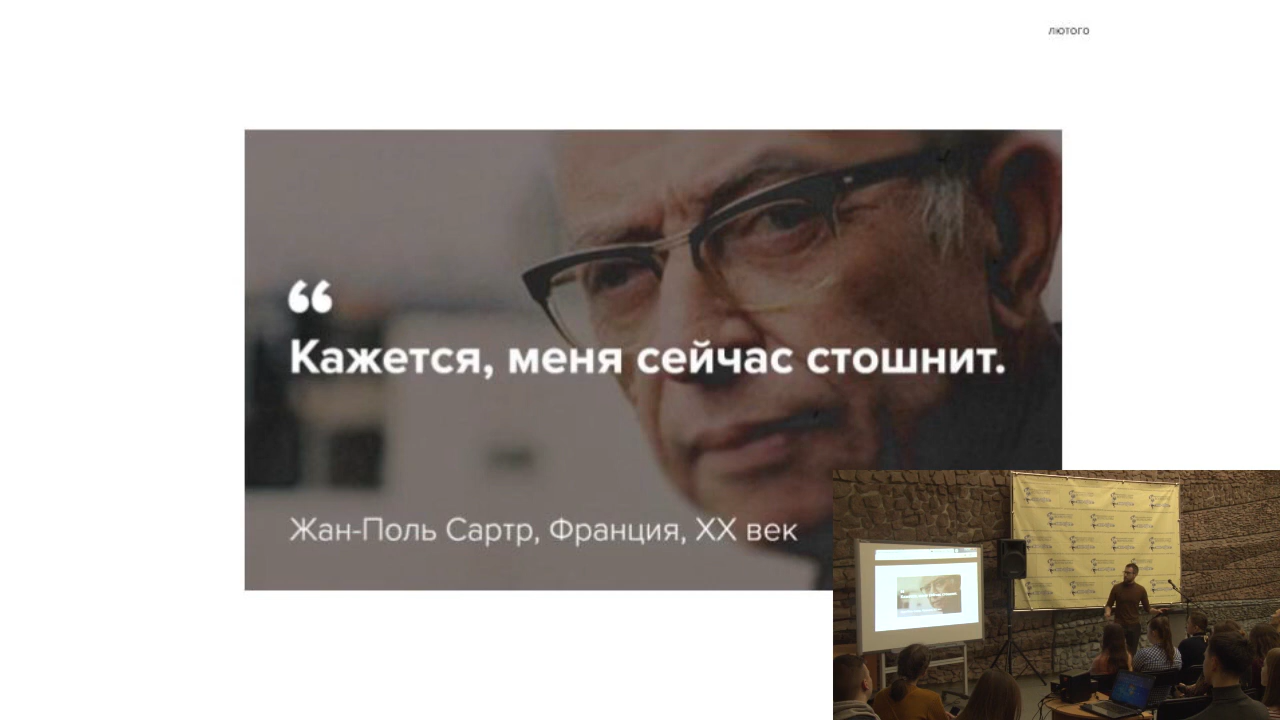 лютого
“
Кажется, меня сейчас стошнит.
Жан-Поль Сартр, Франция, XX век